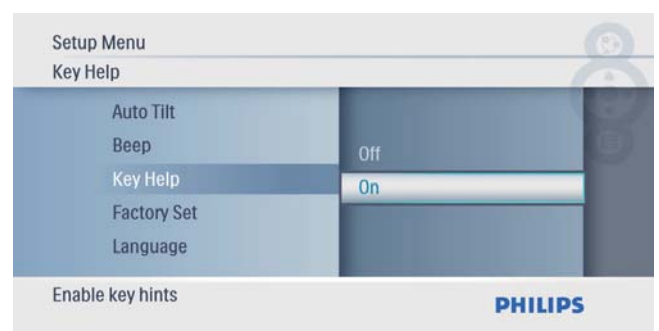 Setup Menu
Key Help
Auto Tilt
Beep
Key Help
Factory Set
Language
Off
On
Enable key hints
PHILIPS